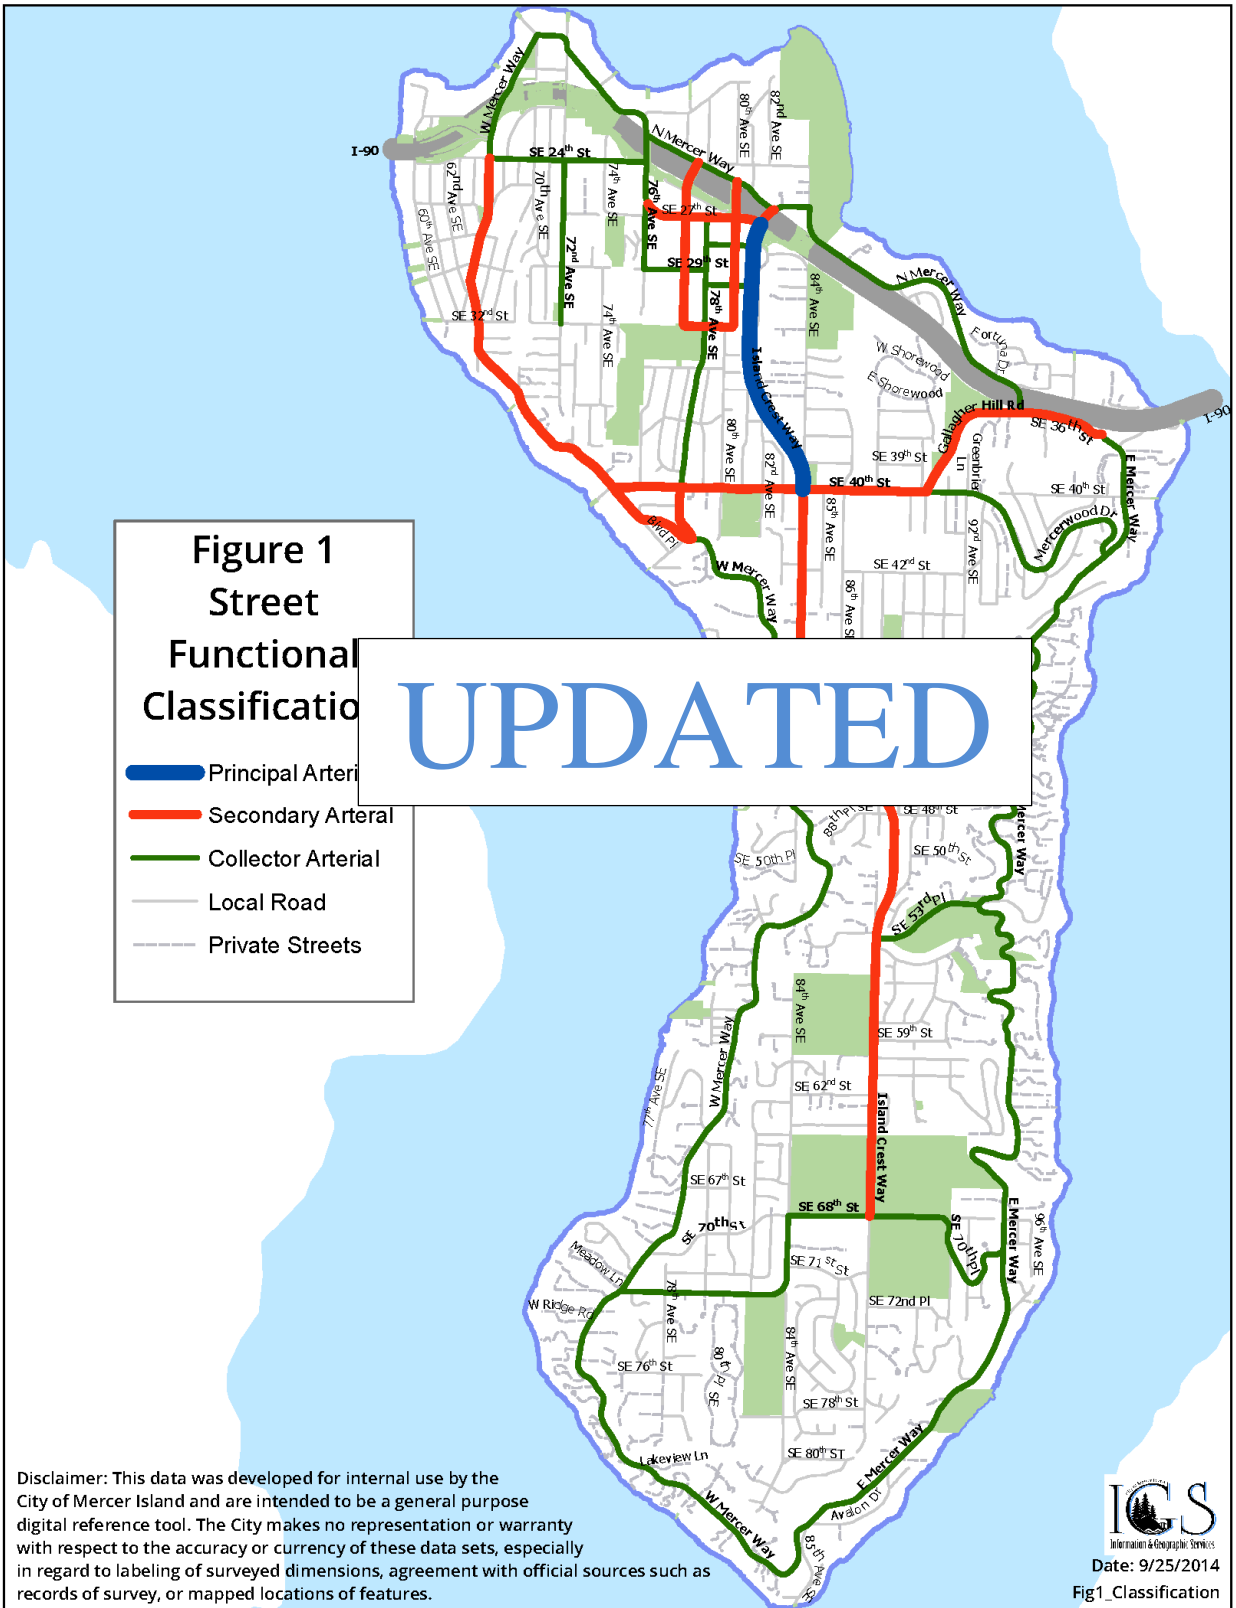 W Mercer Way
80th Ave SE
82nd Ave SE
N Mercer Way
I-90
SE 24th St
62nd Ave SE
70th Ave SE
74th Ave SE
76th Ave SE
60th Ave SE
SE 27th St
72nd Ave SE
SE 29th St
N Mercer Way
84th Ave SE
78th Ave SE
SE 32nd St
74th Ave SE
Fortuna Dr
W Shorewood
E Shorewood
Island Crest Way
Gallagher Hill Rd
I-90
SE 36th St
80th Ave SE
82nd Ave SE
SE 39th St
Greenbrier Ln
E Mercer Way
SE 40th St
SE 40th St
85th Ave SE
92nd Ave SE
Mercerwood Dr
Blvd Pl
W Mercer Way
SE 42nd St
86th Ave SE
Figure 1
Street
Functional
Classificatio
UPDATED
Principal Arteri
Secondary Arteral
Collector Arterial
Local Road
Private Streets
88th Pl SE
SE 48th St
Mercer Way
SE 50th Pl
SE 50th St
SE 53rd Pl
84th Ave SE
W Mercer Way
SE 59th St
77th Ave SE
SE 62nd St
Island Crest Way
SE 67th St
SE 68th St
SE 70th St
SE 70th Pl
E Mercer Way
96th Ave SE
Meadow Ln
SE 71st St
W Ridge Rd
78th Ave SE
SE 72nd Pl
SE 76th St
80th Pl SE
84th Ave SE
SE 78th St
Lakeview Ln
SE 80th ST
E Mercer Way
W Mercer Way
Avalon Dr
85th Ave SE
Disclaimer: This data was developed for internal use by the
City of Mercer Island and are intended to be a general purpose
digital reference tool. The City makes no representation or warranty
with respect to the accuracy or currency of these data sets, especially
in regard to labeling of surveyed dimensions, agreement with official sources such as
records of survey, or mapped locations of features.
IGS
Information & Geographic Services
Date: 9/25/2014
Fig1_Classification